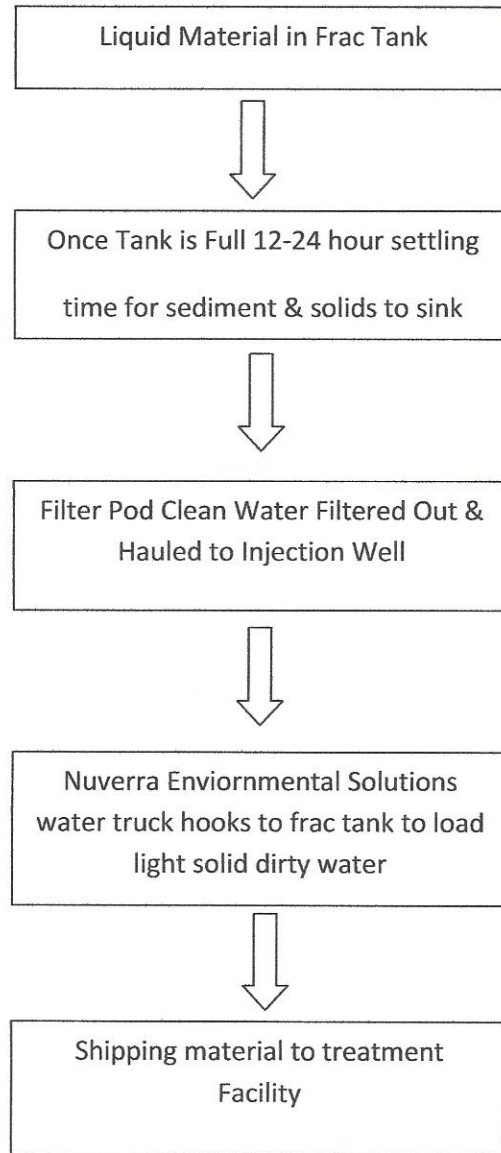 Liquid Material in Frac Tank
Once Tank is Full 12-24 hour settling
time for sediment & solids to sink
Filter Pod Clean Water Filtered Out &
Hauled to Injection Well
Nuverra Enviornmental Solutions
water truck hooks to frac tank to load
light solid dirty water
Shipping material to treatment
Facility